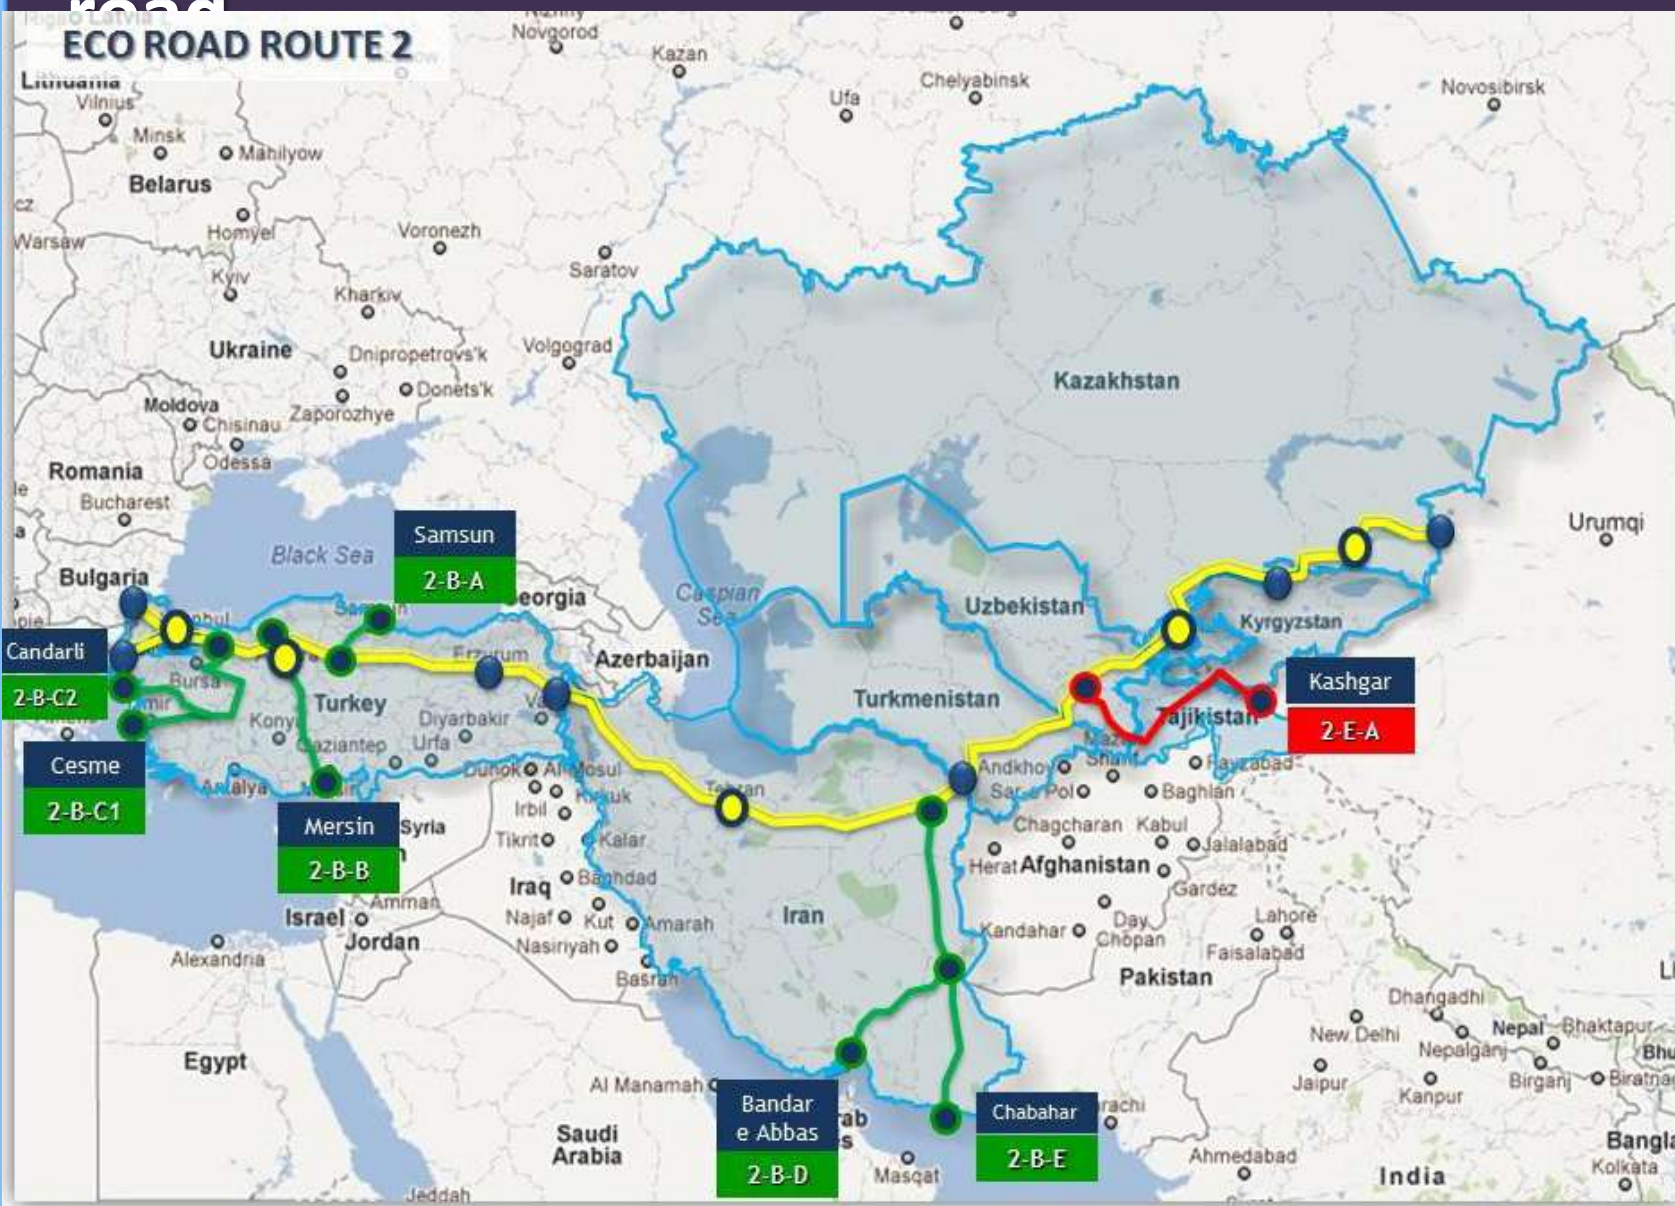 road
ECO ROAD ROUTE 2
Latvia
Nizhny
Novgorod
Kazan
Lithuania
Vilnius
Chelyabinsk
Ufa
Novosibirsk
Minsk
Mahilyow
Belarus
Homyel
Warsaw
Voronezh
Saratov
Kyiv
Kharkiv
Ukraine
Dnipropetrovs'k
Volgograd
Donets'k
Zaporozhye
Moldova
Chisinau
Odessa
Kazakhstan
Romania
Bucharest
Urumqi
Samsun
2-B-A
Black Sea
Bulgaria
Caspian
Sea
Uzbekistan
Kyrgyzstan
Erzurum
Azerbaijan
Candarli
2-B-C2
Bursa
Turkey
Turkmenistan
Kashgar
2-E-A
Tajikistan
Diyarbakir
Gaziantep
Urfa
Cesme
2-B-C1
Antalya
Dohuk
Al-Mosul
Irbil
Kirkuk
Tehran
Andkhoy
Sharif
Fayzabad
Sar-e Pol
Baghlan
Mersin
2-B-B
Syria
Tikrit
Kalar
Chagcharan
Kabul
Jalalabad
Herat
Afghanistan
Gardez
Iraq
Baghdad
Amman
Israel
Jordan
Najaf
Kut
Amarah
Nasiriyah
Basrah
Iran
Kandahar
Day
Chopan
Lahore
Faisalabad
Alexandria
Pakistan
Egypt
Dhangadhi
New Delhi
Nepal
Bhaktapur
Nepalganj
Jaipur
Kanpur
Birganj
Al Manamah
Bandar
e Abbas
2-B-D
Chabahar
2-B-E
Saudi
Arabia
Masqat
Ahmedabad
India
Kolkata
Jeddah